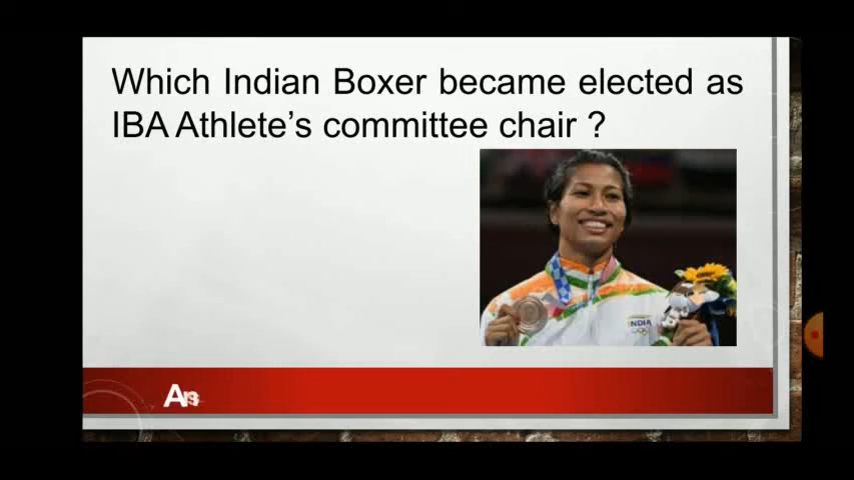 Which Indian Boxer became elected as
IBA Athlete's committee chair ?
INDIA